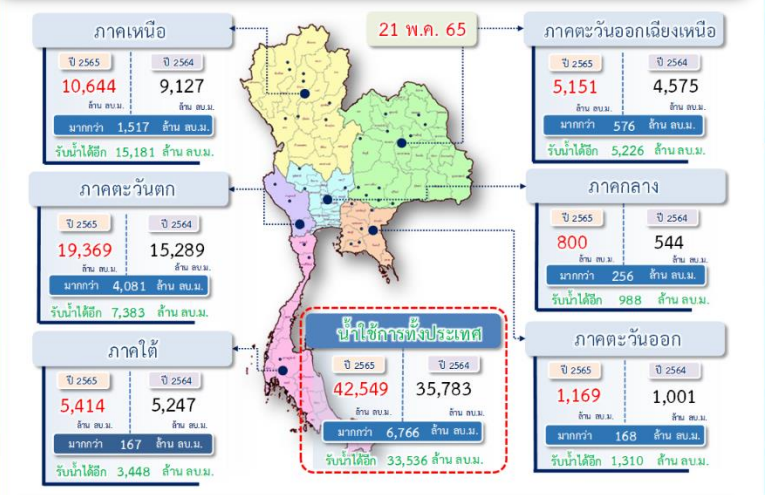 21 พ.ค. 65
ภาคเหนือ
ปี 2565 ปี 2564
10,644 9,127
ล้าน ลบ.ม. ล้าน ลบ.ม.
มากกว่า 1,517 ล้าน ลบ.ม.
รับน้ำได้อีก 15,181 ล้าน ลบ.ม.
ภาคตะวันออกเฉียงเหนือ
ปี 2565 ปี 2564
5,151 4,575
ล้าน ลบ.ม. ล้าน ลบ.ม.
มากกว่า 576 ล้าน ลบ.ม.
รับน้ำได้อีก 5,226 ล้าน ลบ.ม.
ภาคตะวันตก
ปี 2565 ปี 2564
19,369 15,289
ล้าน ลบ.ม. ล้าน ลบ.ม.
มากกว่า 4,081 ล้าน ลบ.ม.
รับน้ำได้อีก 7,383 ล้าน ลบ.ม.
ภาคกลาง
ปี 2565 ปี 2564
800 544
ล้าน ลบ.ม. ล้าน ลบ.ม.
มากกว่า 256 ล้าน ลบ.ม.
รับน้ำได้อีก 988 ล้าน ลบ.ม.
ภาคใต้
ปี 2565 ปี 2564
5,414 5,247
ล้าน ลบ.ม. ล้าน ลบ.ม.
มากกว่า 167 ล้าน ลบ.ม.
รับน้ำได้อีก 3,448 ล้าน ลบ.ม.
น้ำใช้การทั้งประเทศ
ปี 2565 ปี 2564
42,549 35,783
ล้าน ลบ.ม. ล้าน ลบ.ม.
มากกว่า 6,766 ล้าน ลบ.ม.
รับน้ำได้อีก 33,536 ล้าน ลบ.ม.
ภาคตะวันออก
ปี 2565 ปี 2564
1,169 1,001
ล้าน ลบ.ม. ล้าน ลบ.ม.
มากกว่า 168 ล้าน ลบ.ม.
รับน้ำได้อีก 1,310 ล้าน ลบ.ม.